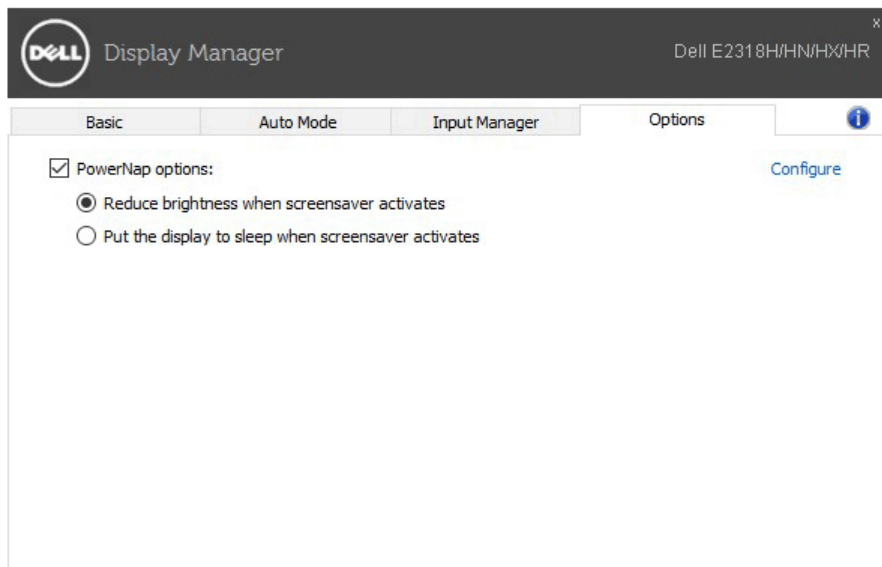 x
DELL Display Manager
Dell E2318H/HN/HX/HR
Basic Auto Mode Input Manager Options i
PowerNap options: Configure
Reduce brightness when screensaver activates
Put the display to sleep when screensaver activates